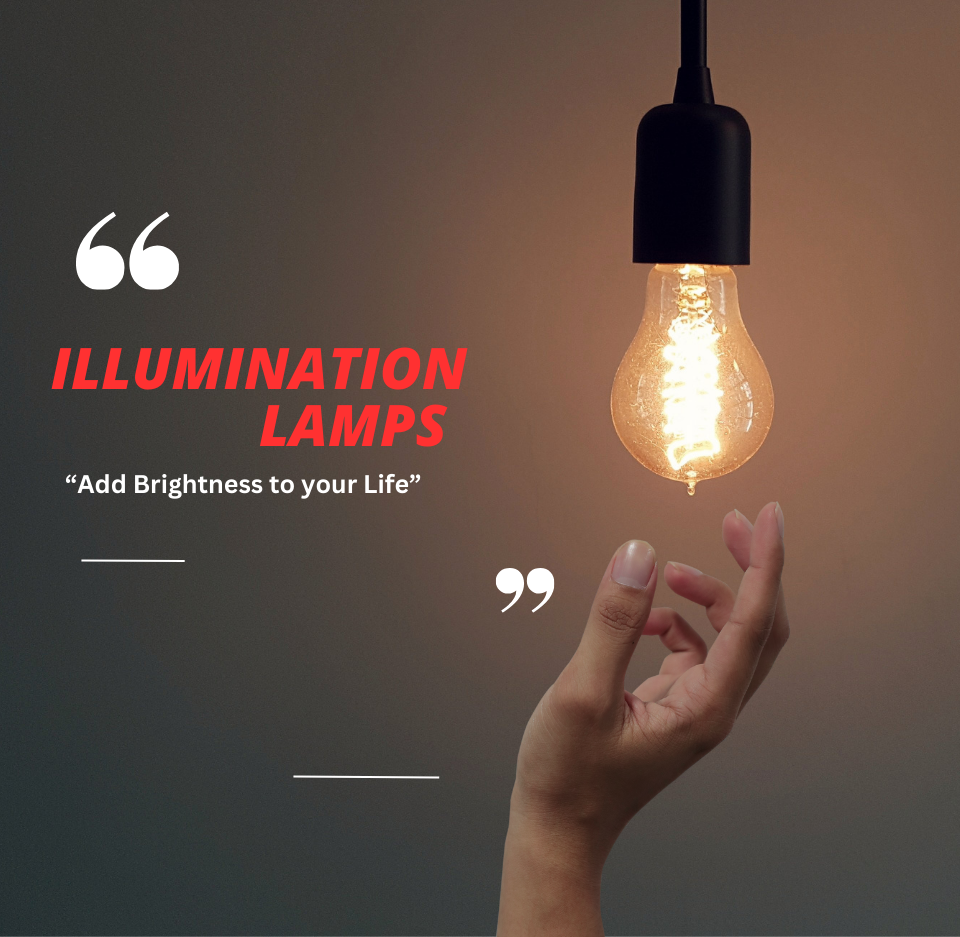 “
ILLUMINATION
LAMPS
“Add Brightness to your Life”
”